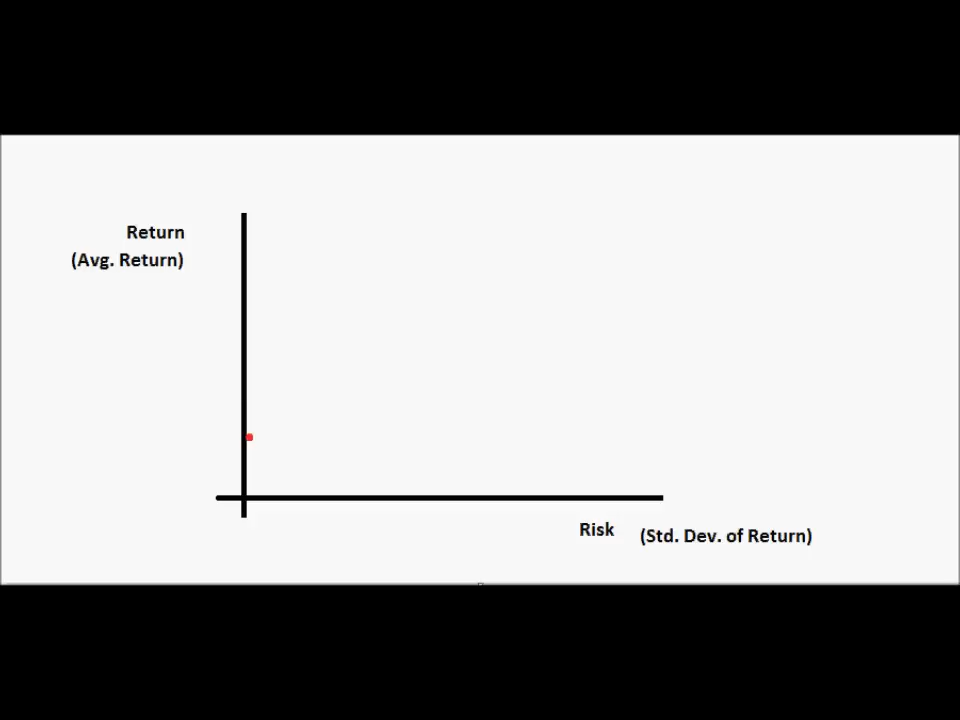 Return
(Avg. Return)
Risk
(Std. Dev. of Return)